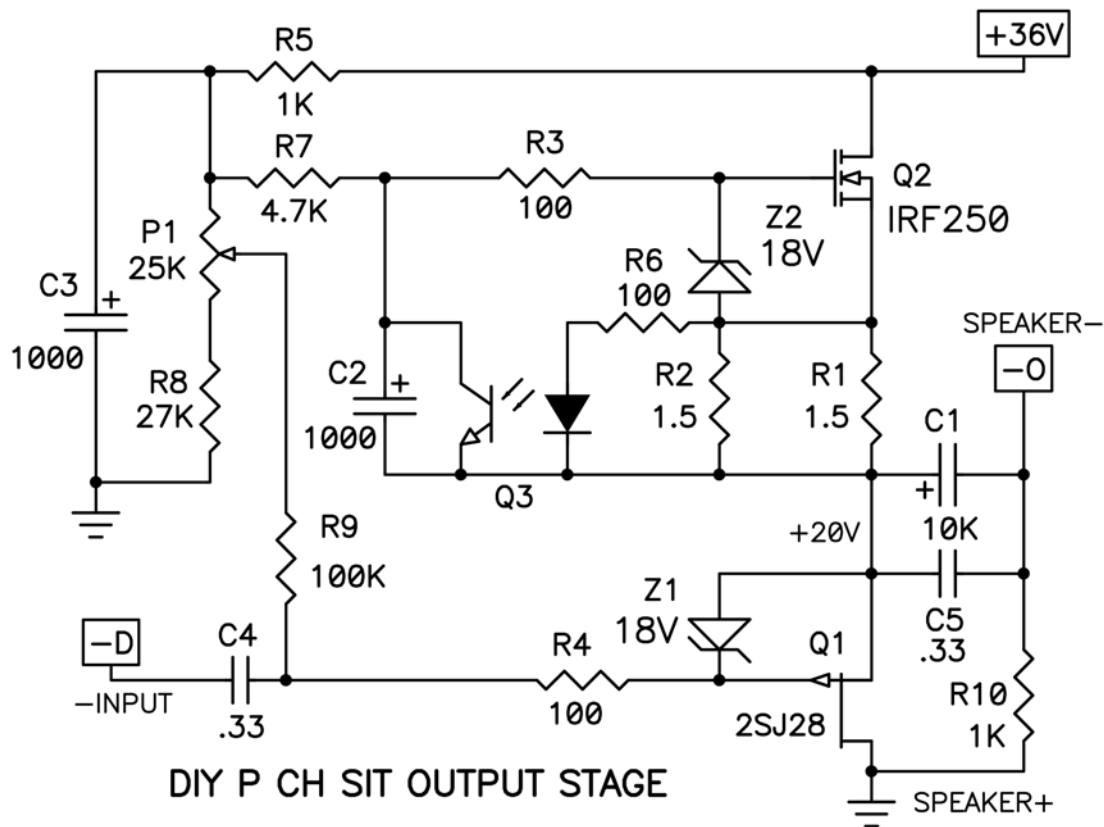 R5
1K
+36V
R7
4.7K
R3
100
Q2
IRF250
P1
25K
Z2
18V
R6
100
C3
+
1000
SPEAKER-
-O
R8
27K
C2
+
1000
R2
1.5
R1
1.5
C1
+
10K
Q3
+20V
R9
100K
C5
.33
Z1
18V
Q1
-D
-INPUT
C4
.33
R4
100
2SJ28
R10
1K
DIY P CH SIT OUTPUT STAGE
SPEAKER+